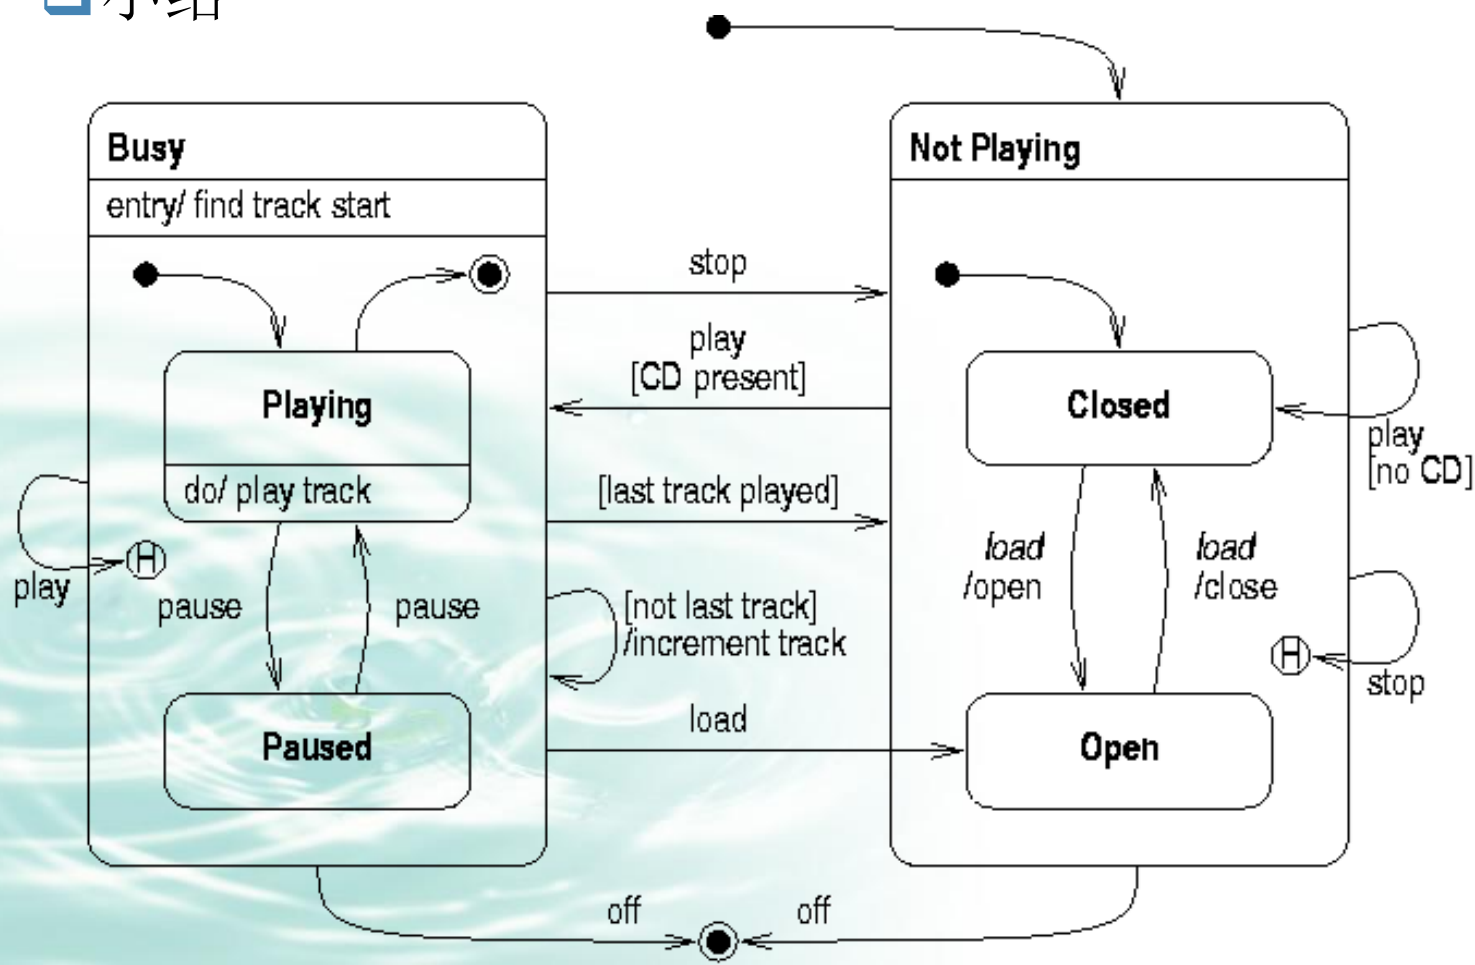 小结
Busy
entry/ find track start
Not Playing
stop
play
[CD present]
Playing
do/ play track
Closed
play
[no CD]
[last track played]
load
/open
load
/close
play
H
pause
pause
[not last track]
/increment track
H
stop
load
Paused
Open
off
off